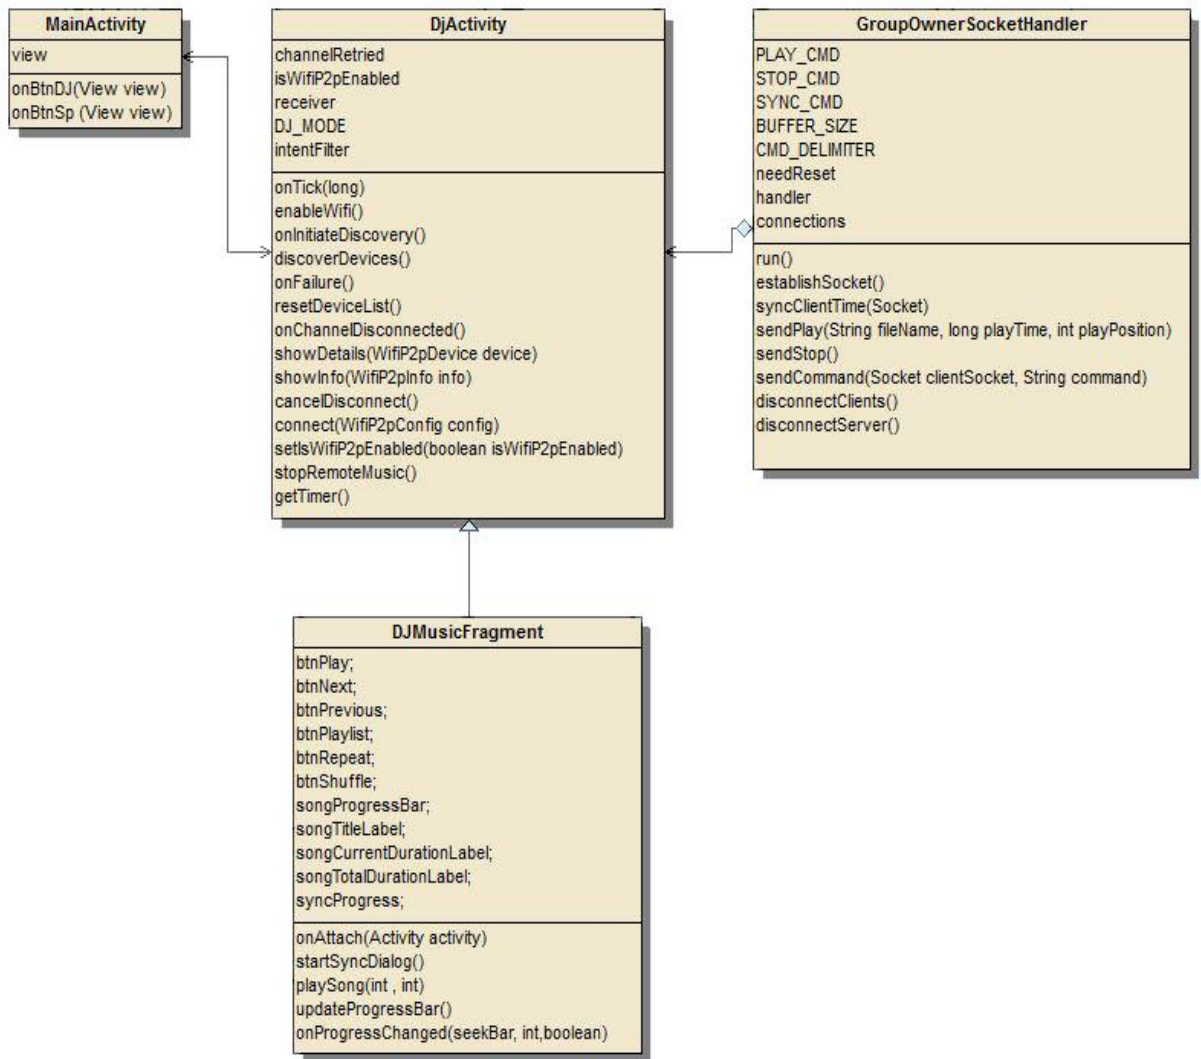 MainActivity
view
onBtnDJ(View view)
onBtnSp (View view)
DjActivity
channelRetried
isWifiP2pEnabled
receiver
DJ_MODE
intentFilter
onTick(long)
enableWifi()
onInitiateDiscovery()
discoverDevices()
onFailure()
resetDeviceList()
onChannelDisconnected()
showDetails(WifiP2pDevice device)
showInfo(WifiP2pInfo info)
cancelDisconnect()
connect(WifiP2pConfig config)
setIsWifiP2pEnabled(boolean isWifiP2pEnabled)
stopRemoteMusic()
getTimer()
GroupOwnerSocketHandler
PLAY_CMD
STOP_CMD
SYNC_CMD
BUFFER_SIZE
CMD_DELIMITER
needReset
handler
connections
run()
establishSocket()
syncClientTime(Socket)
sendPlay(String fileName, long playTime, int playPosition)
sendStop()
sendCommand(Socket clientSocket, String command)
disconnectClients()
disconnectServer()
DJMusicFragment
btnPlay;
btnNext;
btnPrevious;
btnPlaylist;
btnRepeat;
btnShuffle;
songProgressBar;
songTitleLabel;
songCurrentDurationLabel;
songTotalDurationLabel;
syncProgress;
onAttach(Activity activity)
startSyncDialog()
playSong(int , int)
updateProgressBar()
onProgressChanged(seekBar, int,boolean)